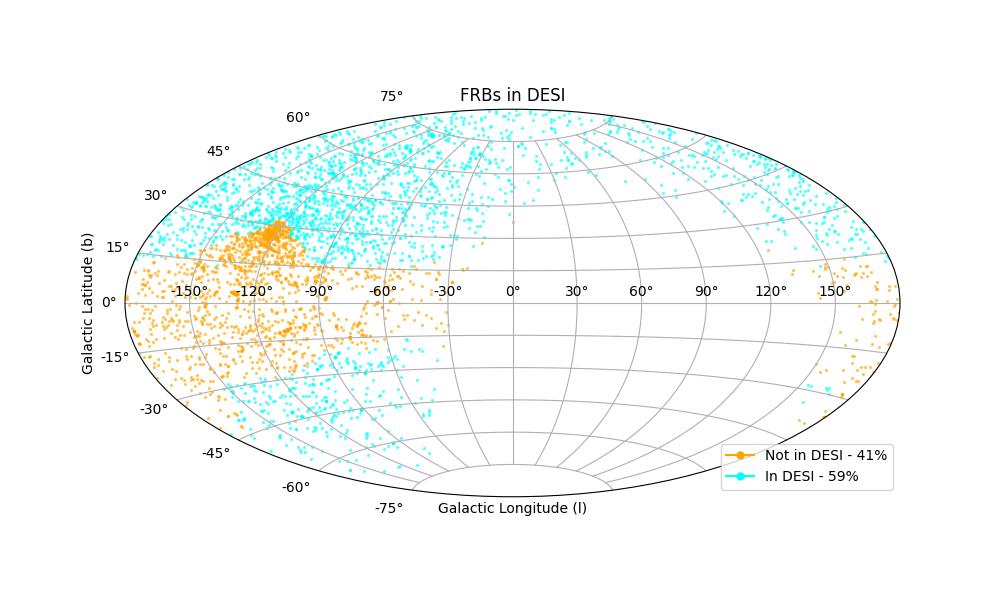 FRBs in DESI
75°
60°
45°
30°
15°
0°
-15°
-30°
-45°
-60°
-75°
Galactic Latitude (b)
-150° -120° -90° -60° -30° 0° 30° 60° 90° 120° 150°
Not in DESI - 41%
In DESI - 59%
Galactic Longitude (l)